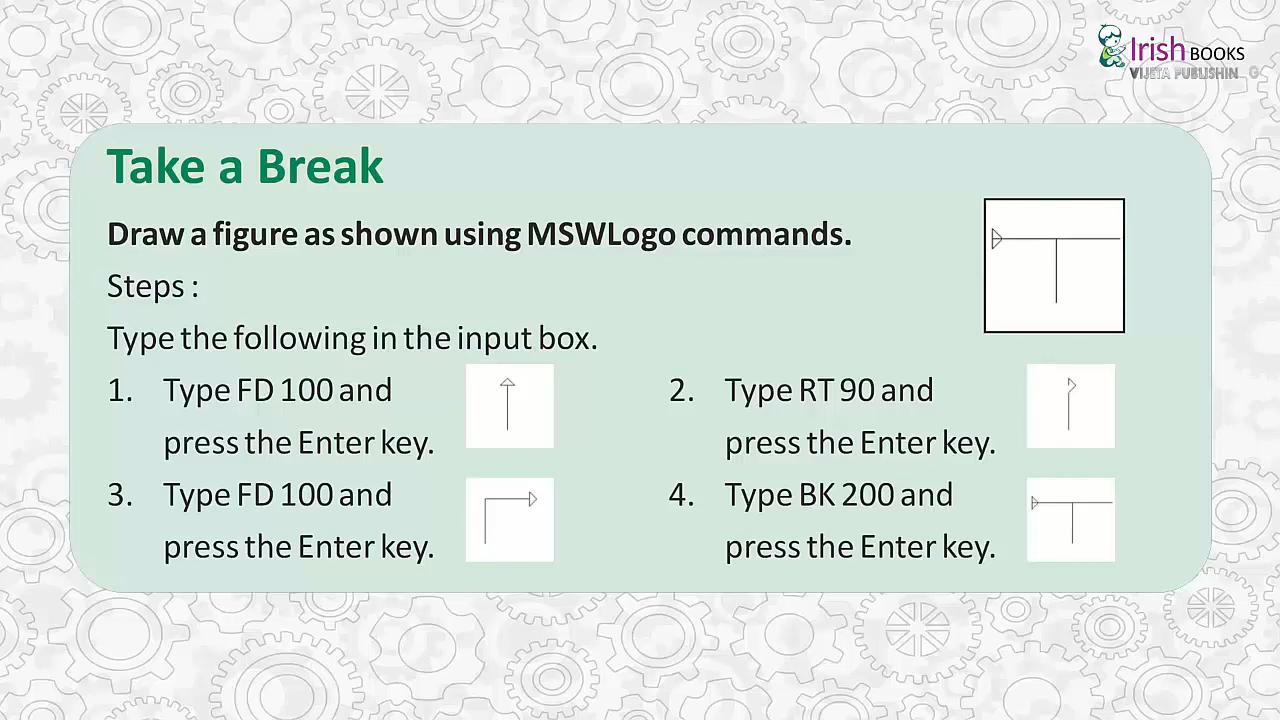 Irish BOOKS
VIJETA PUBLISHING
Take a Break
Draw a figure as shown using MSWLogo commands.
Steps :
Type the following in the input box.
1. Type FD 100 and
press the Enter key.
2. Type RT 90 and
press the Enter key.
3. Type FD 100 and
press the Enter key.
4. Type BK 200 and
press the Enter key.